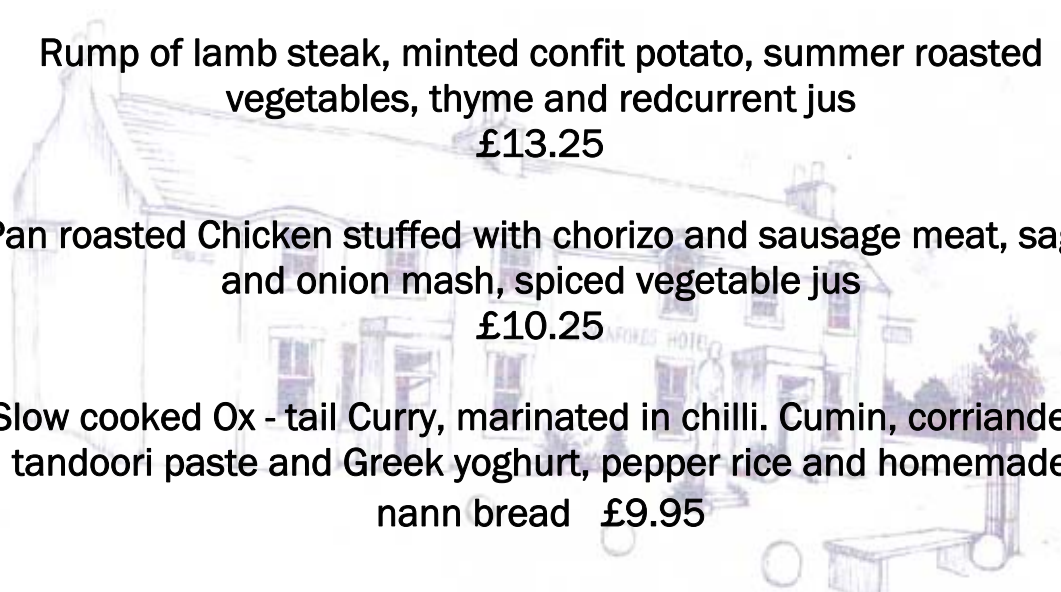 Rump of lamb steak, minted confit potato, summer roasted
vegetables, thyme and redcurrent jus
£13.25
Pan roasted Chicken stuffed with chorizo and sausage meat,
and onion mash, spiced vegetable jus
£10.25
Slow cooked Ox - tail Curry, marinated in chilli. Cumin, corriande
tandoori paste and Greek yoghurt, pepper rice and homemade
nann bread £9.95
HOTEL